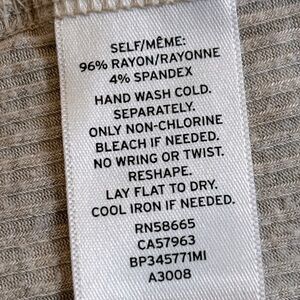 SELF/MÊME:
96% RAYON/RAYONNE
4% SPANDEX
HAND WASH COLD.
SEPARATELY.
ONLY NON-CHLORINE
BLEACH IF NEEDED.
NO WRING OR TWIST.
RESHAPE.
LAY FLAT TO DRY.
COOL IRON IF NEEDED.
RN58665
CA57963
BP345771MI
A3008